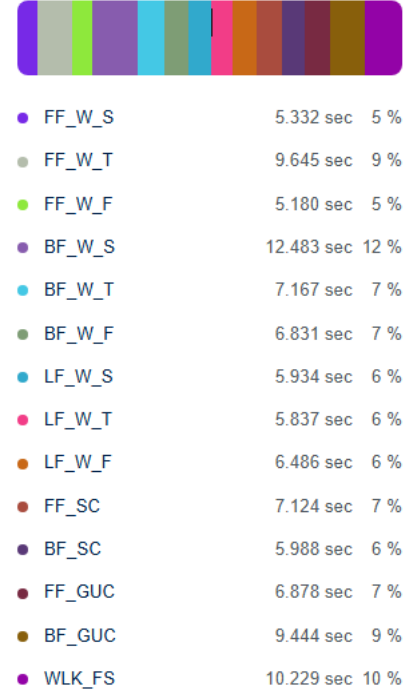 FF_W_S 5.332 sec 5 %
FF_W_T 9.645 sec 9 %
FF_W_F 5.180 sec 5 %
BF_W_S 12.483 sec 12 %
BF_W_T 7.167 sec 7 %
BF_W_F 6.831 sec 7 %
LF_W_S 5.934 sec 6 %
LF_W_T 5.837 sec 6 %
LF_W_F 6.486 sec 6 %
FF_SC 7.124 sec 7 %
BF_SC 5.988 sec 6 %
FF_GUC 6.878 sec 7 %
BF_GUC 9.444 sec 9 %
WLK_FS 10.229 sec 10 %